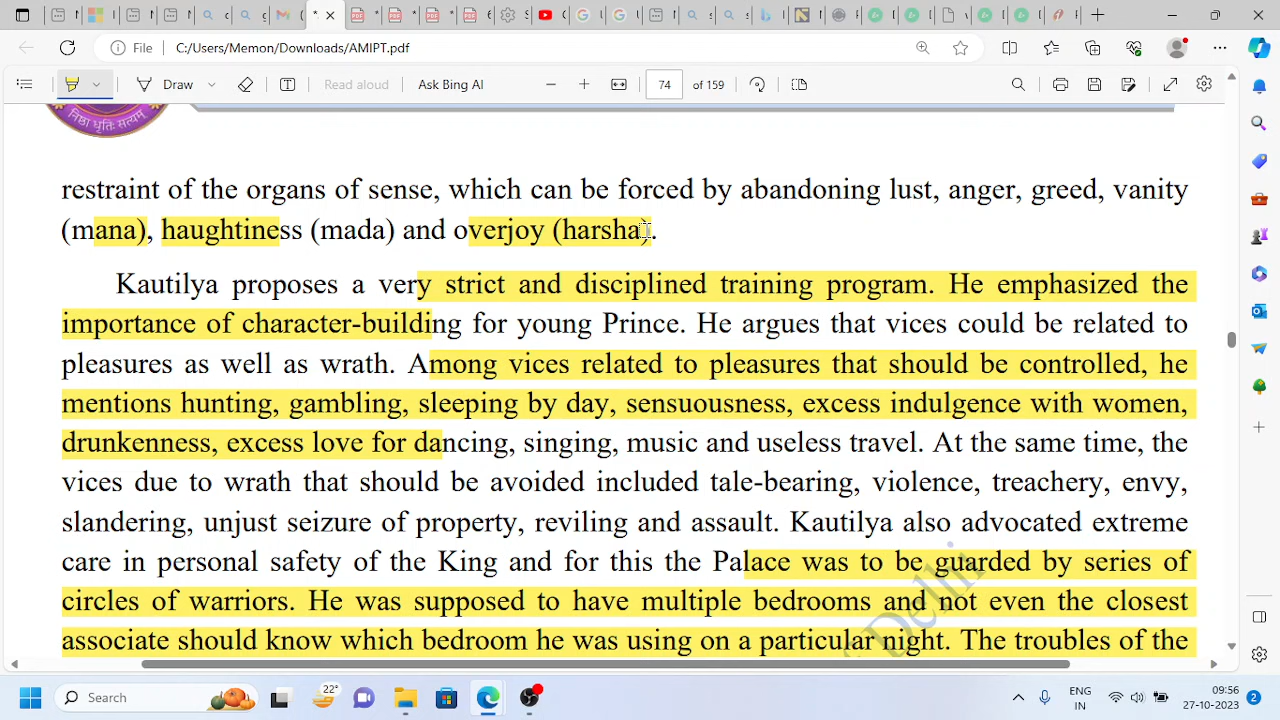 File C:/Users/Memon/Downloads/AMIPT.pdf
Draw Read aloud Ask Bing AI 74 of 159
निष्ठा धृतिः सत्यम्
restraint of the organs of sense, which can be forced by abandoning lust, anger, greed, vanity
(mana), haughtiness (mada) and overjoy (harsha).
Kautilya proposes a very strict and disciplined training program. He emphasized the
importance of character-building for young Prince. He argues that vices could be related to
pleasures as well as wrath. Among vices related to pleasures that should be controlled, he
mentions hunting, gambling, sleeping by day, sensuousness, excess indulgence with women,
drunkenness, excess love for dancing, singing, music and useless travel. At the same time, the
vices due to wrath that should be avoided included tale-bearing, violence, treachery, envy,
slandering, unjust seizure of property, reviling and assault. Kautilya also advocated extreme
care in personal safety of the King and for this the Palace was to be guarded by series of
circles of warriors. He was supposed to have multiple bedrooms and not even the closest
associate should know which bedroom he was using on a particular night. The troubles of the
Delhi
Search 22° ENG 09:56
IN 27-10-2023 2